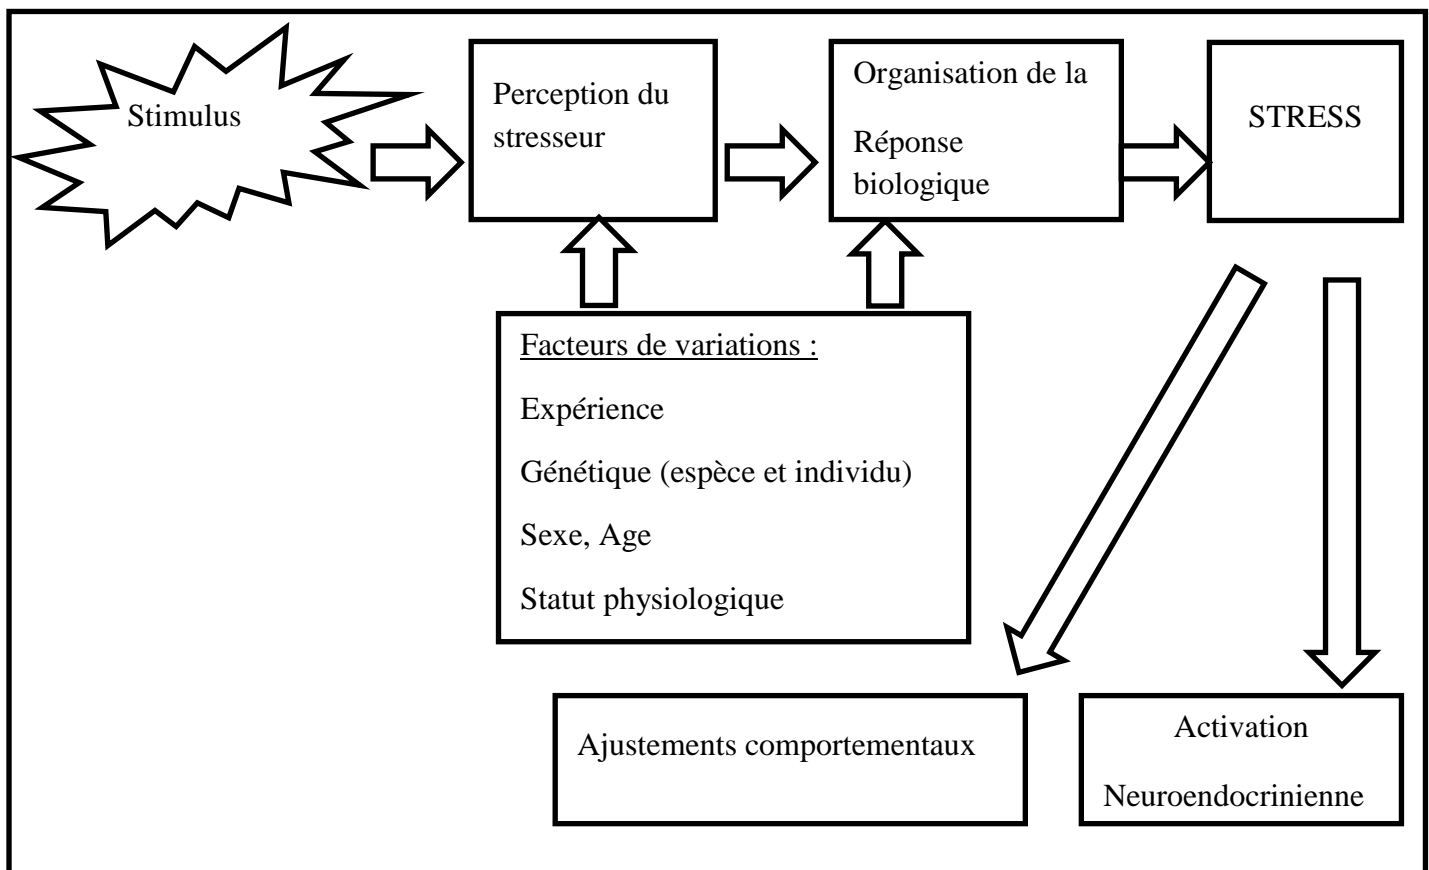 Stimulus
Perception du
stresseur
Organisation de la
Réponse
biologique
STRESS
Facteurs de variations :
Expérience
Génétique (espèce et individu)
Sexe, Age
Statut physiologique
Ajustements comportementaux
Activation
Neuroendocrinienne